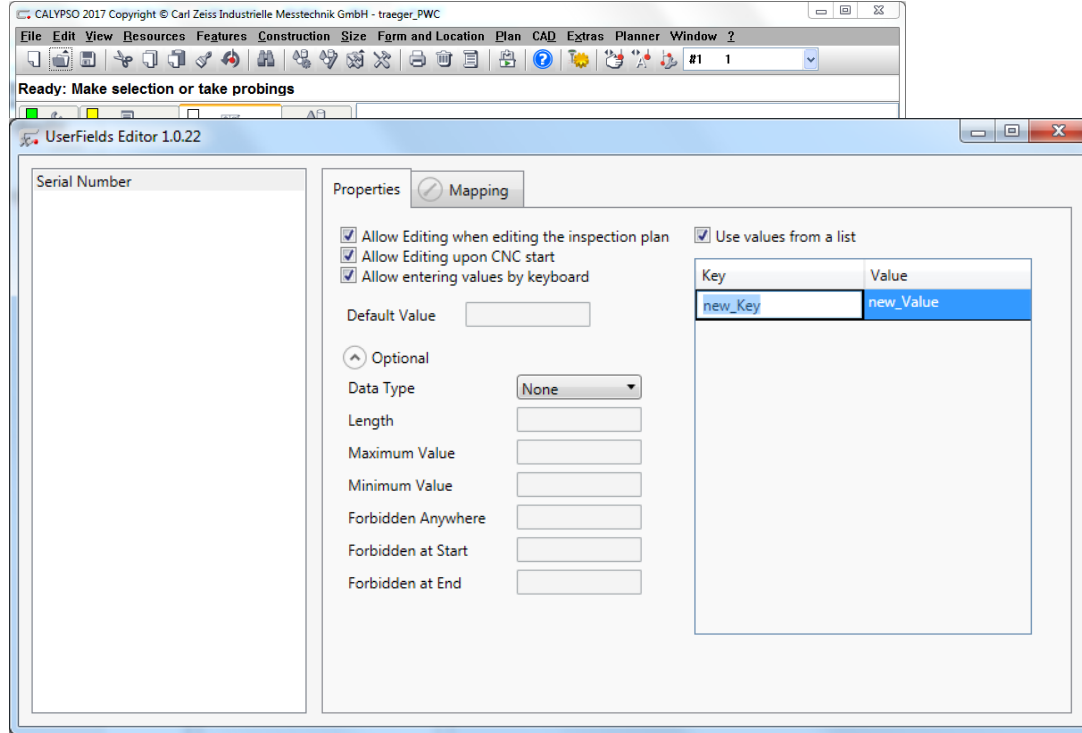 CALYPSO 2017 Copyright © Carl Zeiss Industrielle Messtechnik GmbH - traeger_PWC
File Edit View Resources Features Construction Size Form and Location Plan CAD Extras Planner Window ?
#1 1
Ready: Make selection or take probings
UserFields Editor 1.0.22
Serial Number
Properties
Mapping
Allow Editing when editing the inspection plan
Allow Editing upon CNC start
Allow entering values by keyboard
Default Value
Optional
Data Type
None
Length
Maximum Value
Minimum Value
Forbidden Anywhere
Forbidden at Start
Forbidden at End
Use values from a list
Key Value
new_Key new_Value